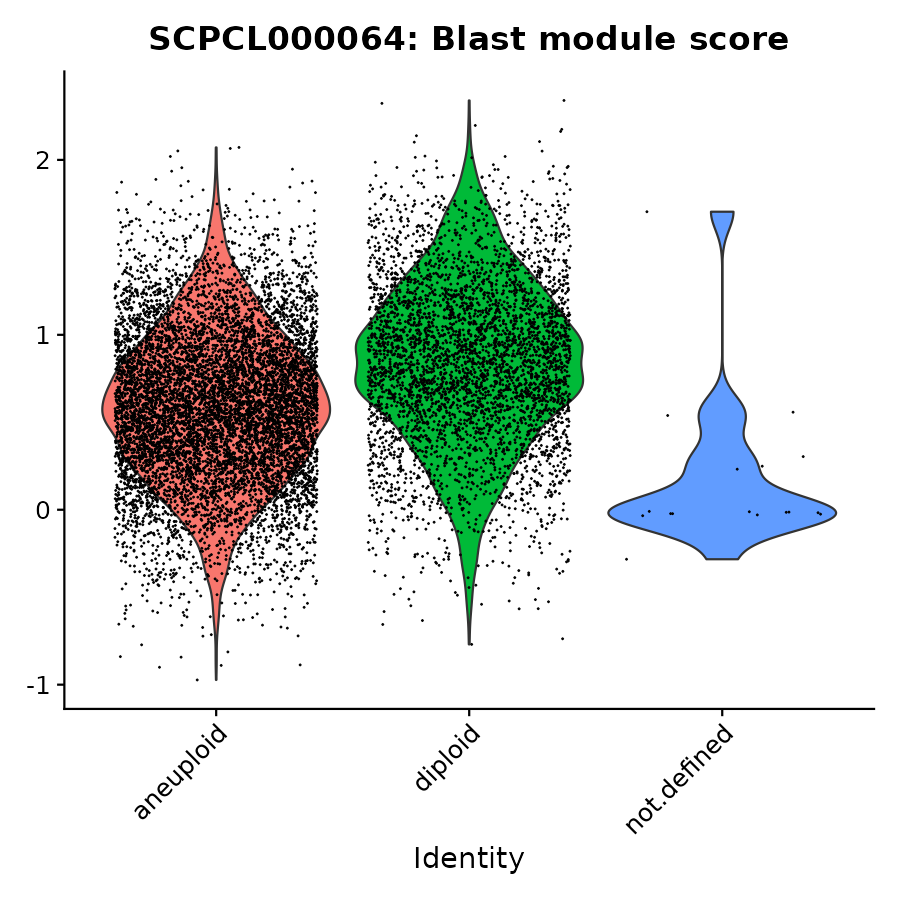 SCPCL000064: Blast module score
2
1
0
-1
aneuploid
diploid
not.defined
Identity